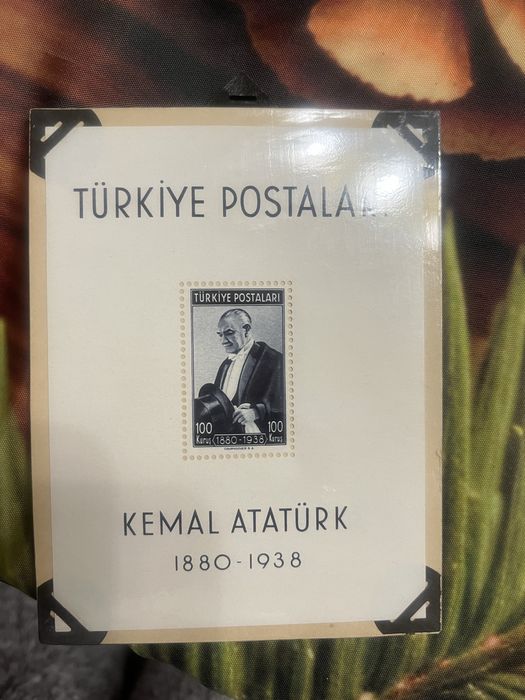 TÜRKİYE POSTALARI
TÜRKİYE POSTALARI
100 100
Kuruş (1880-1938) Kuruş
KEMAL ATATÜRK
1880-1938